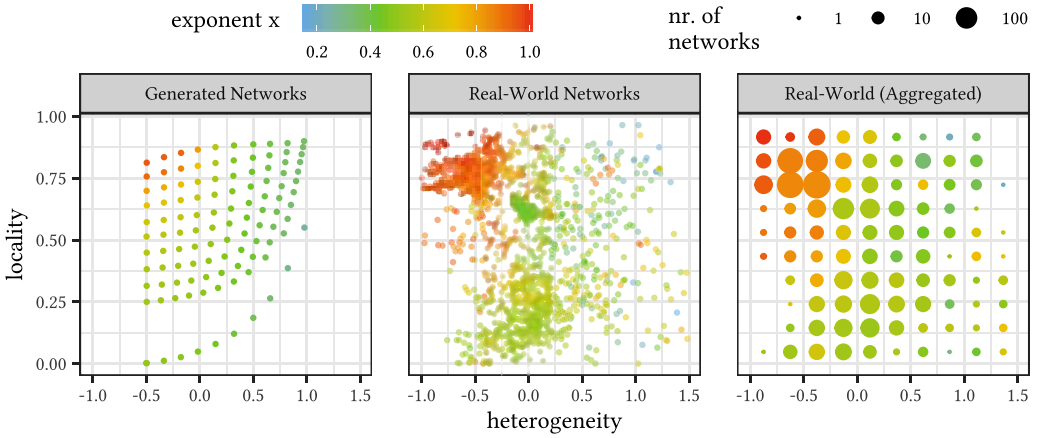 exponent x
0.2 0.4 0.6 0.8 1.0
nr. of
networks
1 10 100
Generated Networks
Real-World Networks
Real-World (Aggregated)
locality
1.00
0.75
0.50
0.25
0.00
-1.0 -0.5 0.0 0.5 1.0 1.5
-1.0 -0.5 0.0 0.5 1.0 1.5
-1.0 -0.5 0.0 0.5 1.0 1.5
heterogeneity